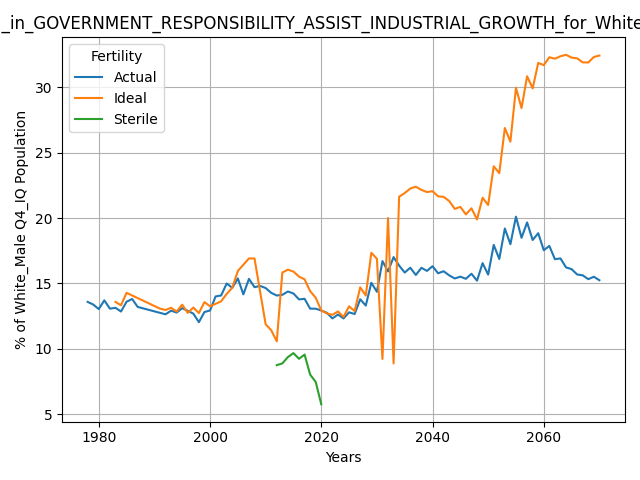 _in_GOVERNMENT_RESPONSIBILITY_ASSIST_INDUSTRIAL_GROWTH_for_White
Fertility
Actual
Ideal
Sterile
% of White_Male Q4_IQ Population
30
25
20
15
10
5
1980 2000 2020 2040 2060
Years